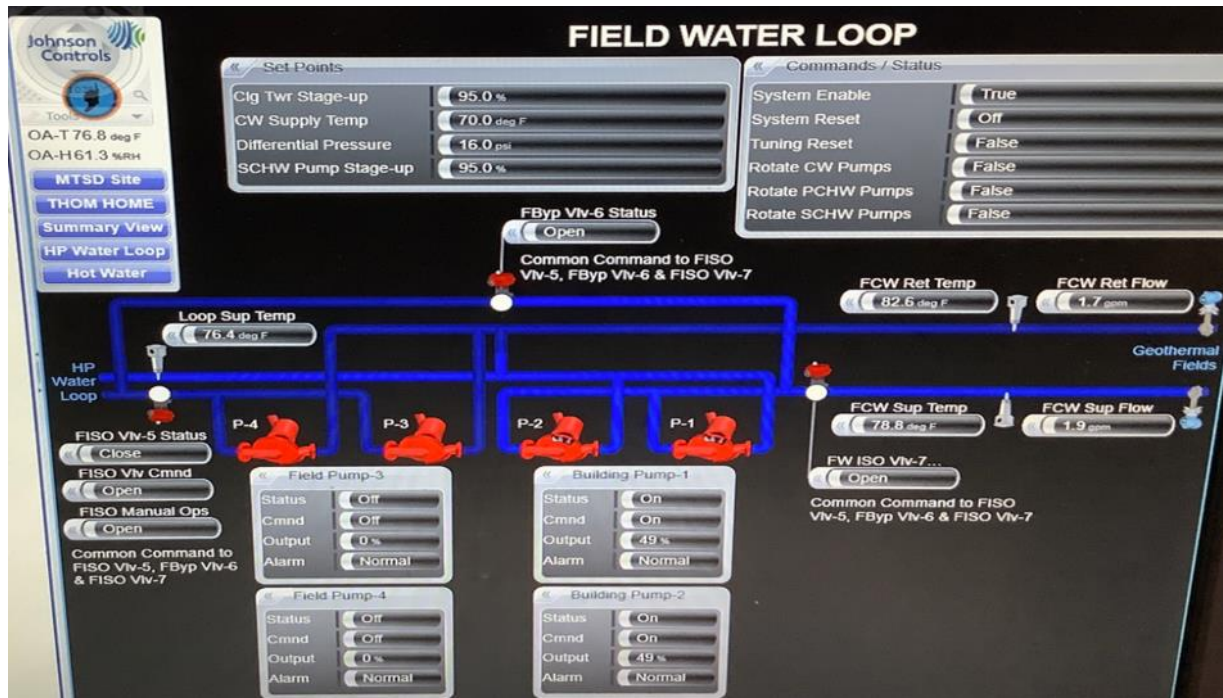 FIELD WATER LOOP
Johnson
Controls
Tools
OA-T 76.8 deg F
OA-H 61.3 %RH
MTSD Site
THOM HOME
Summary View
HP Water Loop
Hot Water
Set Points
Clg Twr Stage-up 95.0 %
CW Supply Temp 70.0 deg F
Differential Pressure 16.0 psi
SCHW Pump Stage-up 95.0 %
Commands / Status
System Enable True
System Reset Off
Tuning Reset False
Rotate CW Pumps False
Rotate PCHW Pumps False
Rotate SCHW Pumps False
FByp Vlv-6 Status
Open
Common Command to FISO
Vlv-5, FByp Vlv-6 & FISO Vlv-7
FCW Ret Temp
82.6 deg F
FCW Ret Flow
1.7 gpm
Loop Sup Temp
76.4 deg F
Geothermal
Fields
HP
Water
Loop
P-4
P-3
P-2
P-1
FCW Sup Temp
78.8 deg F
FCW Sup Flow
1.9 gpm
FISO Vlv-5 Status
Close
FISO Vlv Cmnd
Open
FISO Manual Ops
Open
Common Command to
FISO Vlv-5, FByp Vlv-6
& FISO Vlv-7
FW ISO Vlv-7...
Open
Common Command to FISO
Vlv-5, FByp Vlv-6 & FISO Vlv-7
Field Pump-3
Status Off
Cmnd Off
Output 0 %
Alarm Normal
Building Pump-1
Status On
Cmnd On
Output 49 %
Alarm Normal
Field Pump-4
Status Off
Cmnd Off
Output 0 %
Alarm Normal
Building Pump-2
Status On
Cmnd On
Output 49 %
Alarm Normal